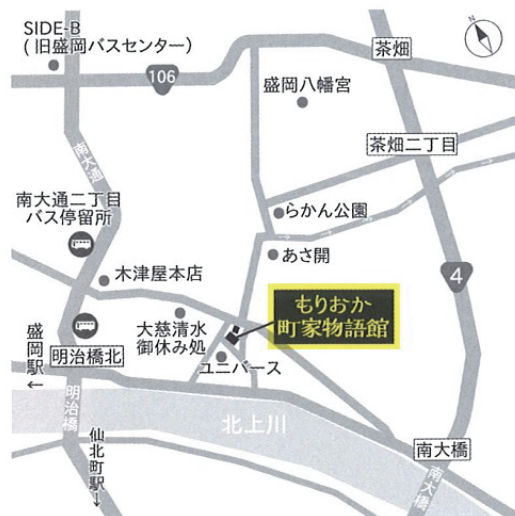 SIDE-B
(旧盛岡バスセンター)
106
茶畑
盛岡八幡宮
南大通
茶畑二丁目
南大通二丁目
バス停留所
らかん公園
あさ開
木津屋本店
4
大慈清水
御休み処
もりおか
町家物語館
盛岡駅←
明治橋北
ユニバース
明治橋
北上川
仙北町駅→
南大橋
南大橋